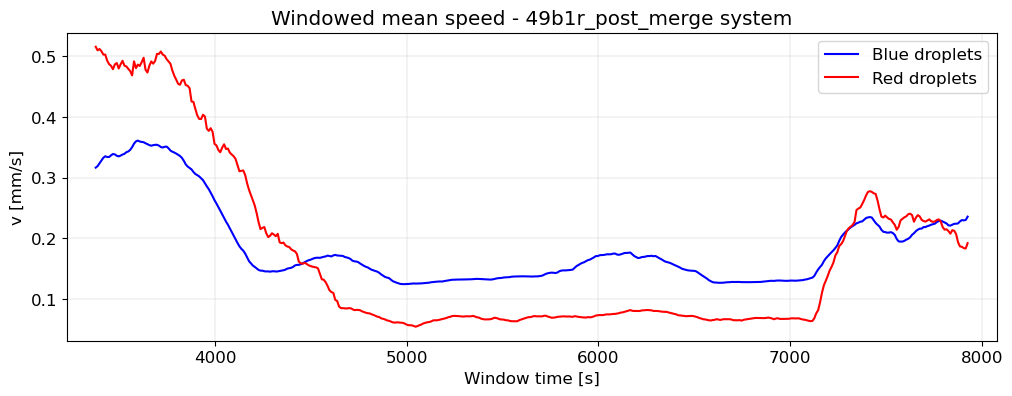 Windowed mean speed - 49b1r_post_merge system
v [mm/s]
0.5
0.4
0.3
0.2
0.1
Blue droplets
Red droplets
4000 5000 6000 7000 8000
Window time [s]